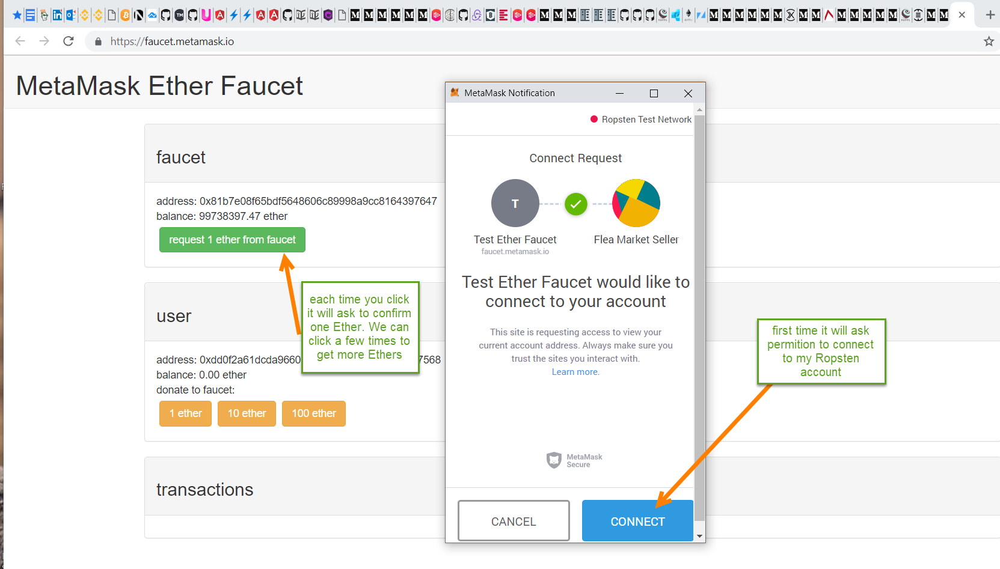 https://faucet.metamask.io
MetaMask Ether Faucet
faucet
address: 0x81b7e08f65bdf5648606c89998a9cc8164397647
balance: 99738397.47 ether
request 1 ether from faucet
each time you click
it will ask to confirm
one Ether. We can
click a few times to
get more Ethers
user
address: 0xdd0f2a61dcda9660
7568
balance: 0.00 ether
donate to faucet:
1 ether
10 ether
100 ether
transactions
MetaMask Notification
Ropsten Test Network
Connect Request
T
Test Ether Faucet
faucet.metamask.io
Flea Market Seller
Test Ether Faucet would like to
connect to your account
This site is requesting access to view your
current account address. Always make sure you
trust the sites you interact with.
Learn more.
MetaMask
Secure
CANCEL
CONNECT
first time it will ask
permition to connect
to my Ropsten
account